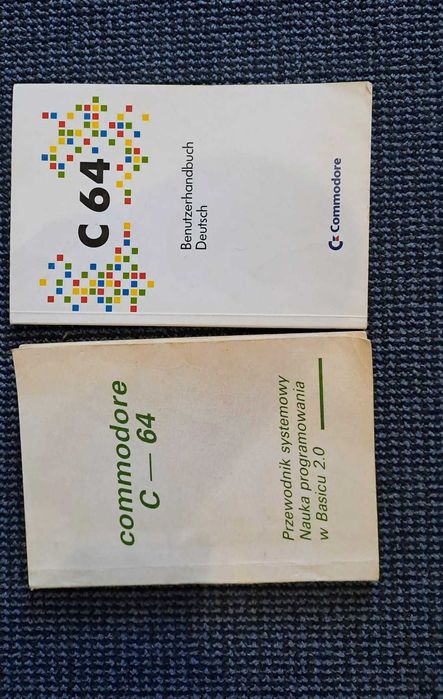 C 64
Benutzerhandbuch
Deutsch
Commodore
commodore
C — 64
Przewodnik systemowy
Nauka programowania
w Basicu 2.0